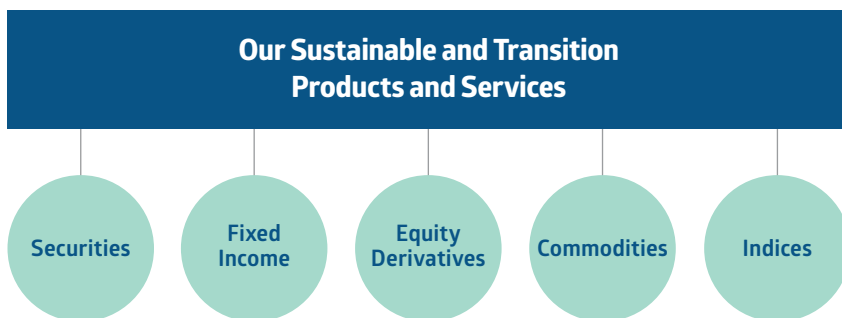 Our Sustainable and Transition
Products and Services
Securities
Fixed
Income
Equity
Derivatives
Commodities
Indices